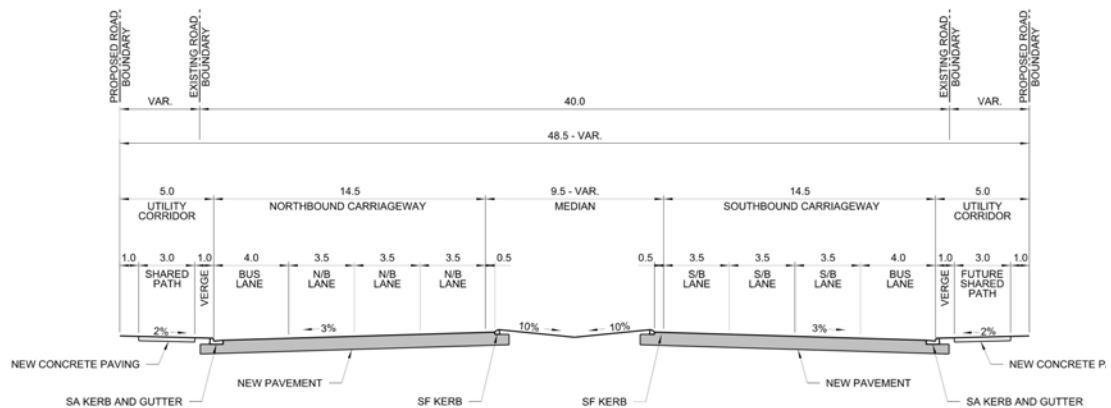 PROPOSED ROAD
BOUNDARY
EXISTING ROAD
BOUNDARY
EXISTING ROAD
BOUNDARY
PROPOSED ROAD
BOUNDARY
VAR.
40.0
VAR.
48.5 - VAR.
5.0
14.5
9.5 - VAR.
14.5
5.0
UTILITY
CORRIDOR
NORTHBOUND CARRIAGEWAY
MEDIAN
SOUTHBOUND CARRIAGEWAY
UTILITY
CORRIDOR
1.0
3.0
1.0
4.0
3.5
3.5
3.5
0.5
0.5
3.5
3.5
3.5
4.0
1.0
3.0
1.0
SHARED
PATH
VERGE
BUS
LANE
N/B
LANE
N/B
LANE
N/B
LANE
S/B
LANE
S/B
LANE
S/B
LANE
BUS
LANE
VERGE
FUTURE
SHARED
PATH
2%
3%
10%
10%
3%
2%
NEW CONCRETE PAVING
NEW CONCRETE P
NEW PAVEMENT
NEW PAVEMENT
SA KERB AND GUTTER
SF KERB
SF KERB
SA KERB AND GUTTER